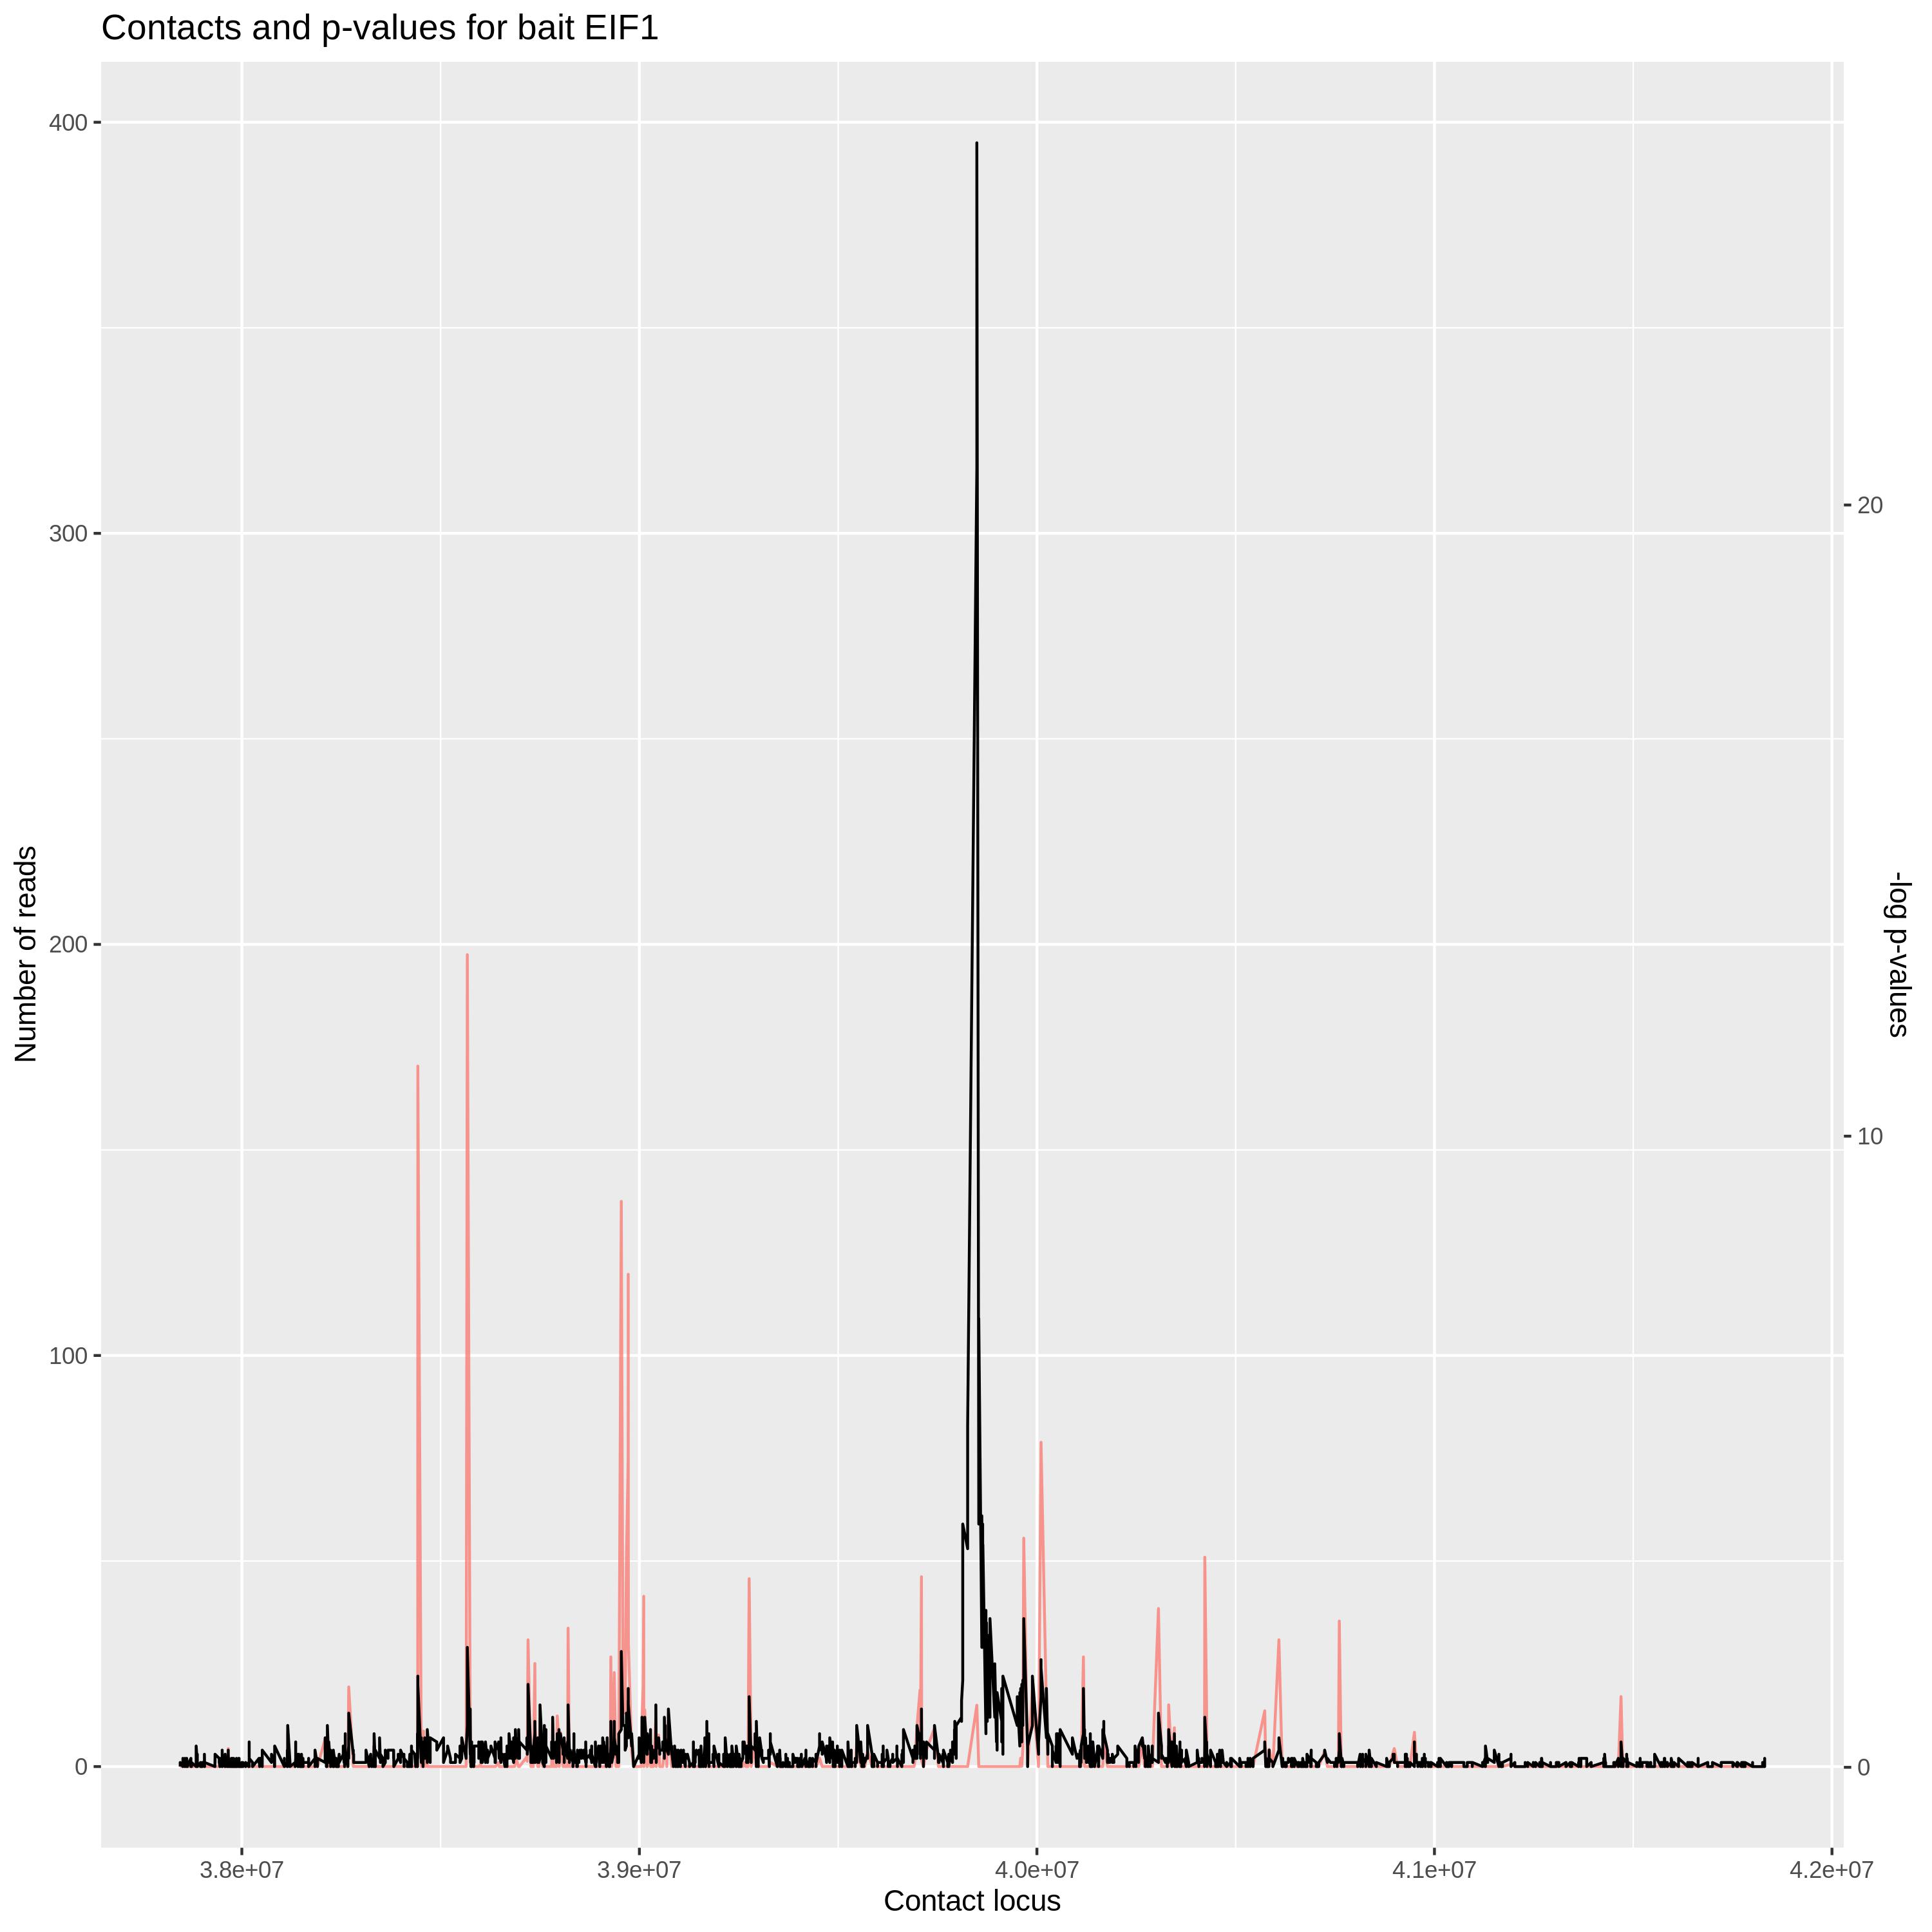 Contacts and p-values for bait EIF1
400
300
200
100
0
Number of reads
20
10
0
-log p-values
3.8e+07
3.9e+07
4.0e+07
4.1e+07
4.2e+07
Contact locus